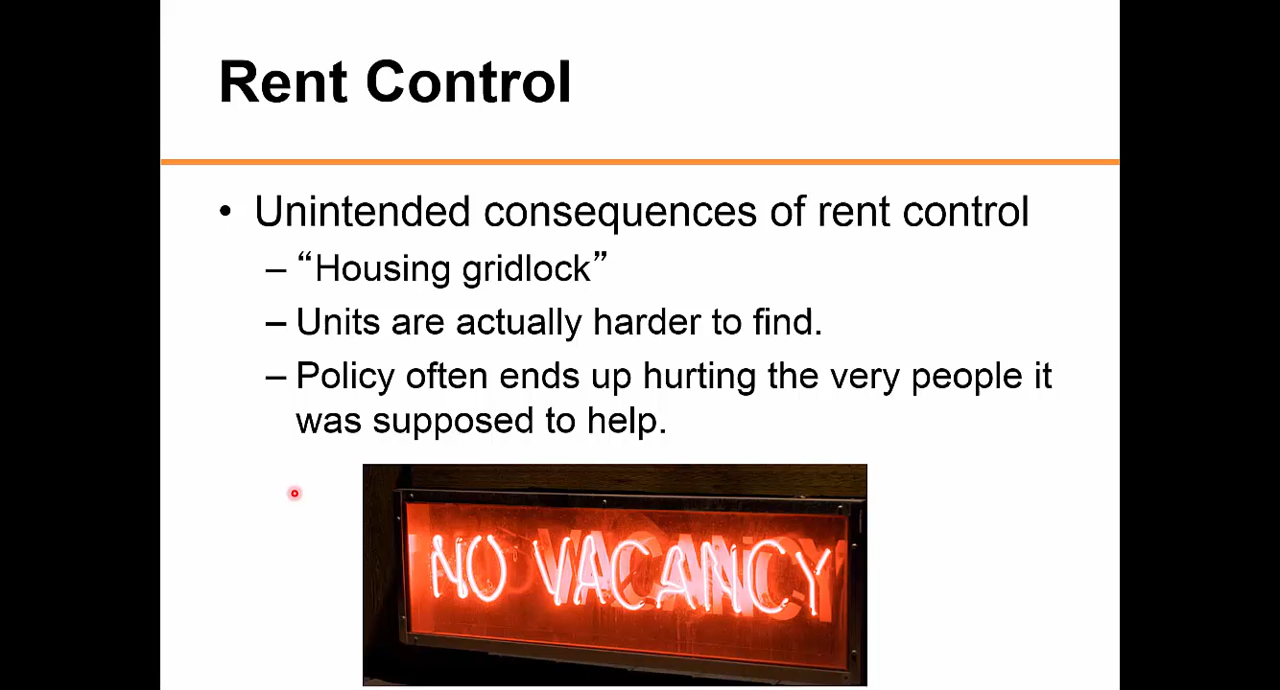 Rent Control
• Unintended consequences of rent control
– “Housing gridlock”
– Units are actually harder to find.
– Policy often ends up hurting the very people it
was supposed to help.
NO VACANCY